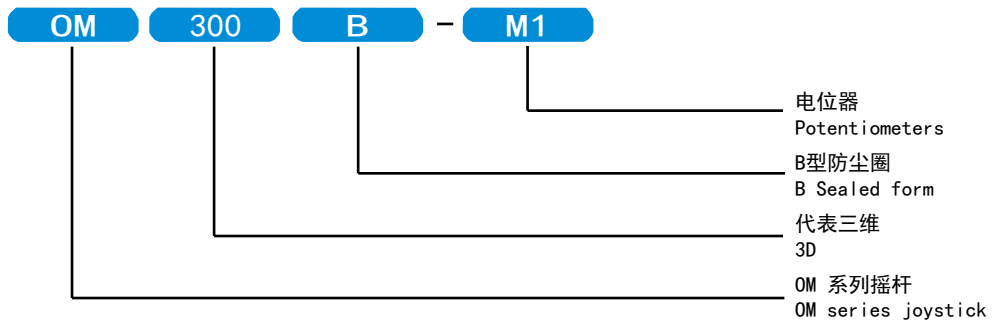 OM 300 B - M1
电位器
Potentiometers
B型防尘圈
B Sealed form
代表三维
3D
OM 系列摇杆
OM series joystick